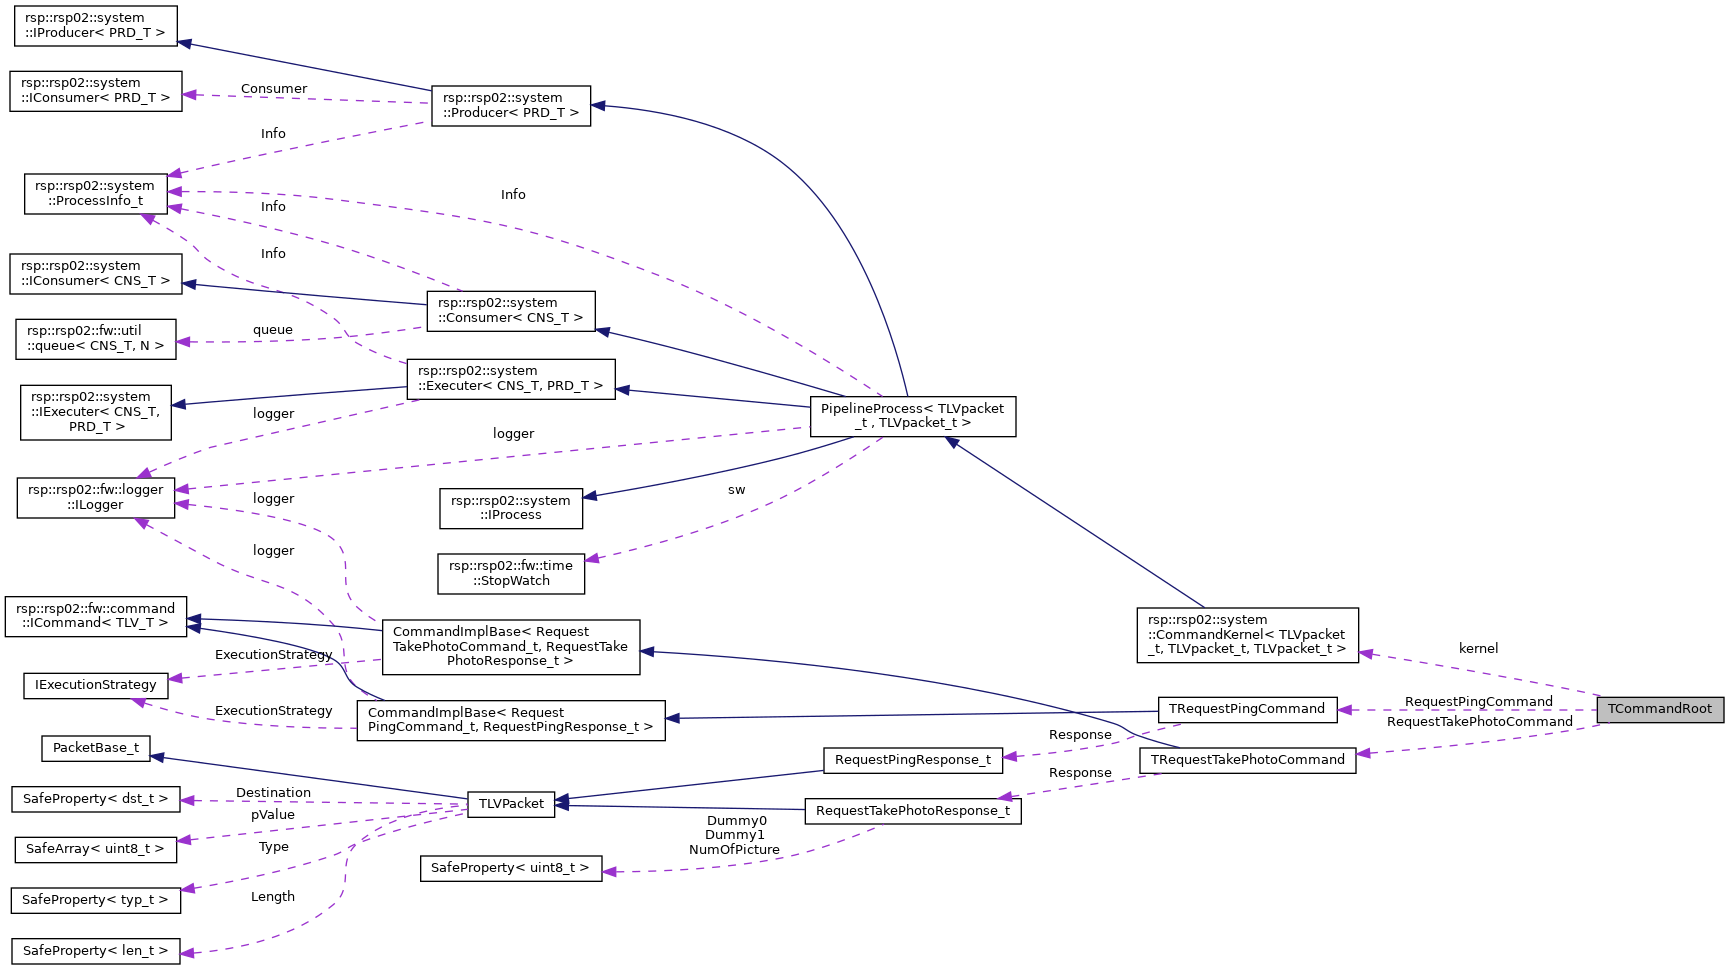 rsp::rsp02::system
::IProducer< PRD_T >
rsp::rsp02::system
::IConsumer< PRD_T >
Consumer
rsp::rsp02::system
::Producer< PRD_T >
Info
rsp::rsp02::system
::ProcessInfo_t
Info
Info
Info
rsp::rsp02::system
::IConsumer< CNS_T >
rsp::rsp02::system
::Consumer< CNS_T >
rsp::rsp02::fw::util
::queue< CNS_T, N >
queue
rsp::rsp02::system
::Executer< CNS_T, PRD_T >
rsp::rsp02::system
::IExecuter< CNS_T,
PRD_T >
logger
PipelineProcess< TLVpacket
_t , TLVpacket_t >
logger
rsp::rsp02::fw::logger
::ILogger
logger
rsp::rsp02::system
::IProcess
sw
logger
rsp::rsp02::fw::time
::StopWatch
rsp::rsp02::fw::command
::ICommand< TLV_T >
CommandImplBase< Request
TakePhotoCommand_t, RequestTake
PhotoResponse_t >
rsp::rsp02::system
::CommandKernel< TLVpacket
_t, TLVpacket_t, TLVpacket_t >
kernel
ExecutionStrategy
IExecutionStrategy
ExecutionStrategy
CommandImplBase< Request
PingCommand_t, RequestPingResponse_t >
TRequestPingCommand
RequestPingCommand
TCommandRoot
RequestTakePhotoCommand
Response
PacketBase_t
RequestPingResponse_t
TRequestTakePhotoCommand
Response
SafeProperty< dst_t >
Destination
TLVPacket
RequestTakePhotoResponse_t
pValue
Dummy0
Dummy1
NumOfPicture
SafeArray< uint8_t >
Type
SafeProperty< uint8_t >
SafeProperty< typ_t >
Length
SafeProperty< len_t >